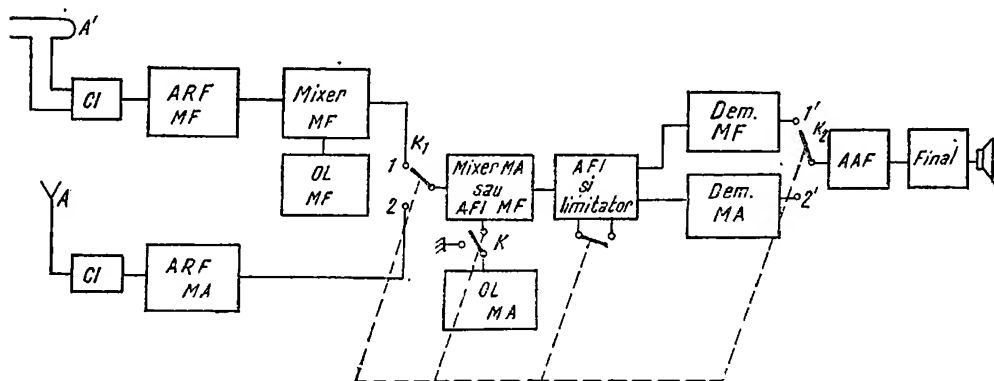 A'
CI
ARF
MF
Mixer
MF
OL
MF
K₁
1
2
A
CI
ARF
MA
Mixer MA
sau
AFI MF
K
OL
MA
AFI
si
limitator
Dem.
MF
Dem.
MA
1'
K₂
2'
AAF
Final